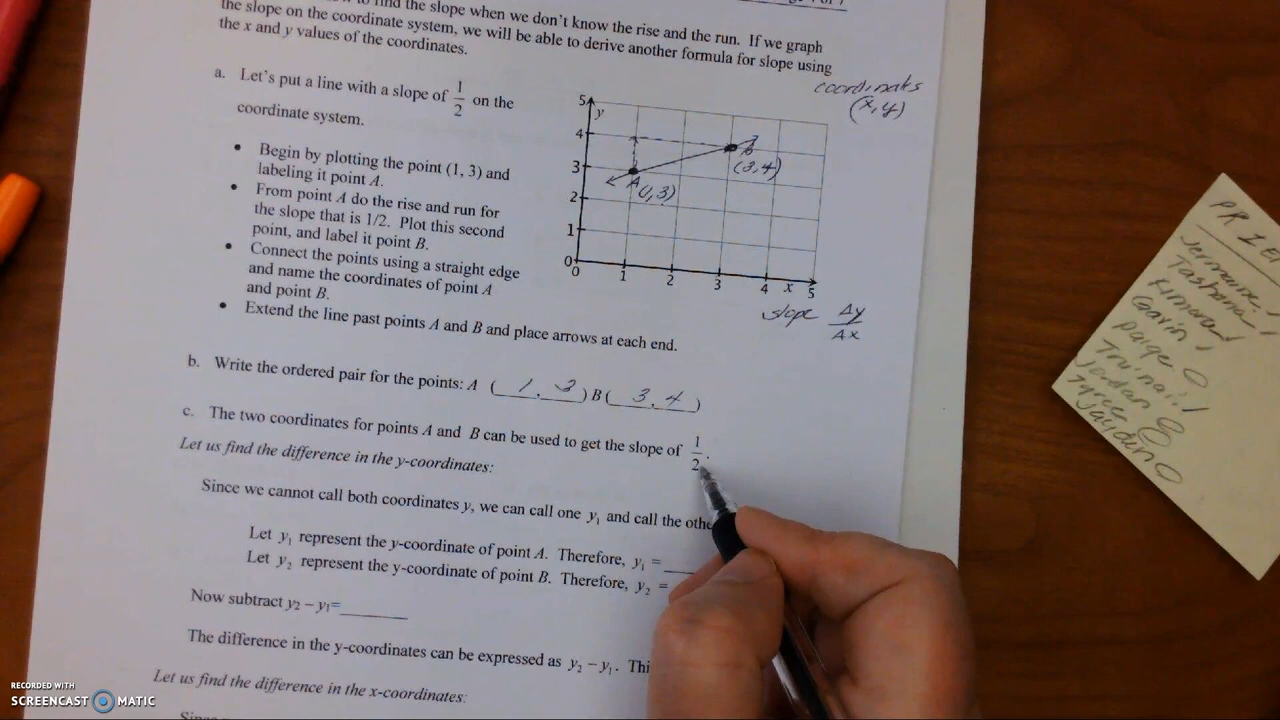 find the slope when we don't know the rise and the run. If we graph
the slope on the coordinate system, we will be able to derive another formula for slope using
the x and y values of the coordinates.
coordinates
(x, y)
a. Let's put a line with a slope of 1/2 on the
coordinate system.
• Begin by plotting the point (1, 3) and
labeling it point A.
• From point A do the rise and run for
the slope that is 1/2. Plot this second
point, and label it point B.
• Connect the points using a straight edge
and name the coordinates of point A
and point B.
• Extend the line past points A and B and place arrows at each end.
5 y
4
3
2
1
0
0 1 2 3 4 x 5
A (1, 3)
B
(3, 4)
slope Δy/Δx
b. Write the ordered pair for the points: A ( 1 , 3 ) B ( 3 , 4 )
c. The two coordinates for points A and B can be used to get the slope of 1/2.
Let us find the difference in the y-coordinates:
Since we cannot call both coordinates y, we can call one y₁ and call the othe
Let y₁ represent the y-coordinate of point A. Therefore, y₁ = ___
Let y₂ represent the y-coordinate of point B. Therefore, y₂ =
Now subtract y₂ – y₁=________
The difference in the y-coordinates can be expressed as y₂ – y₁. Thi
Let us find the difference in the x-coordinates:
PR 1
Jermaine
Gavin
Paige
Jordan
Tyree
RECORDED WITH
SCREENCAST MATIC